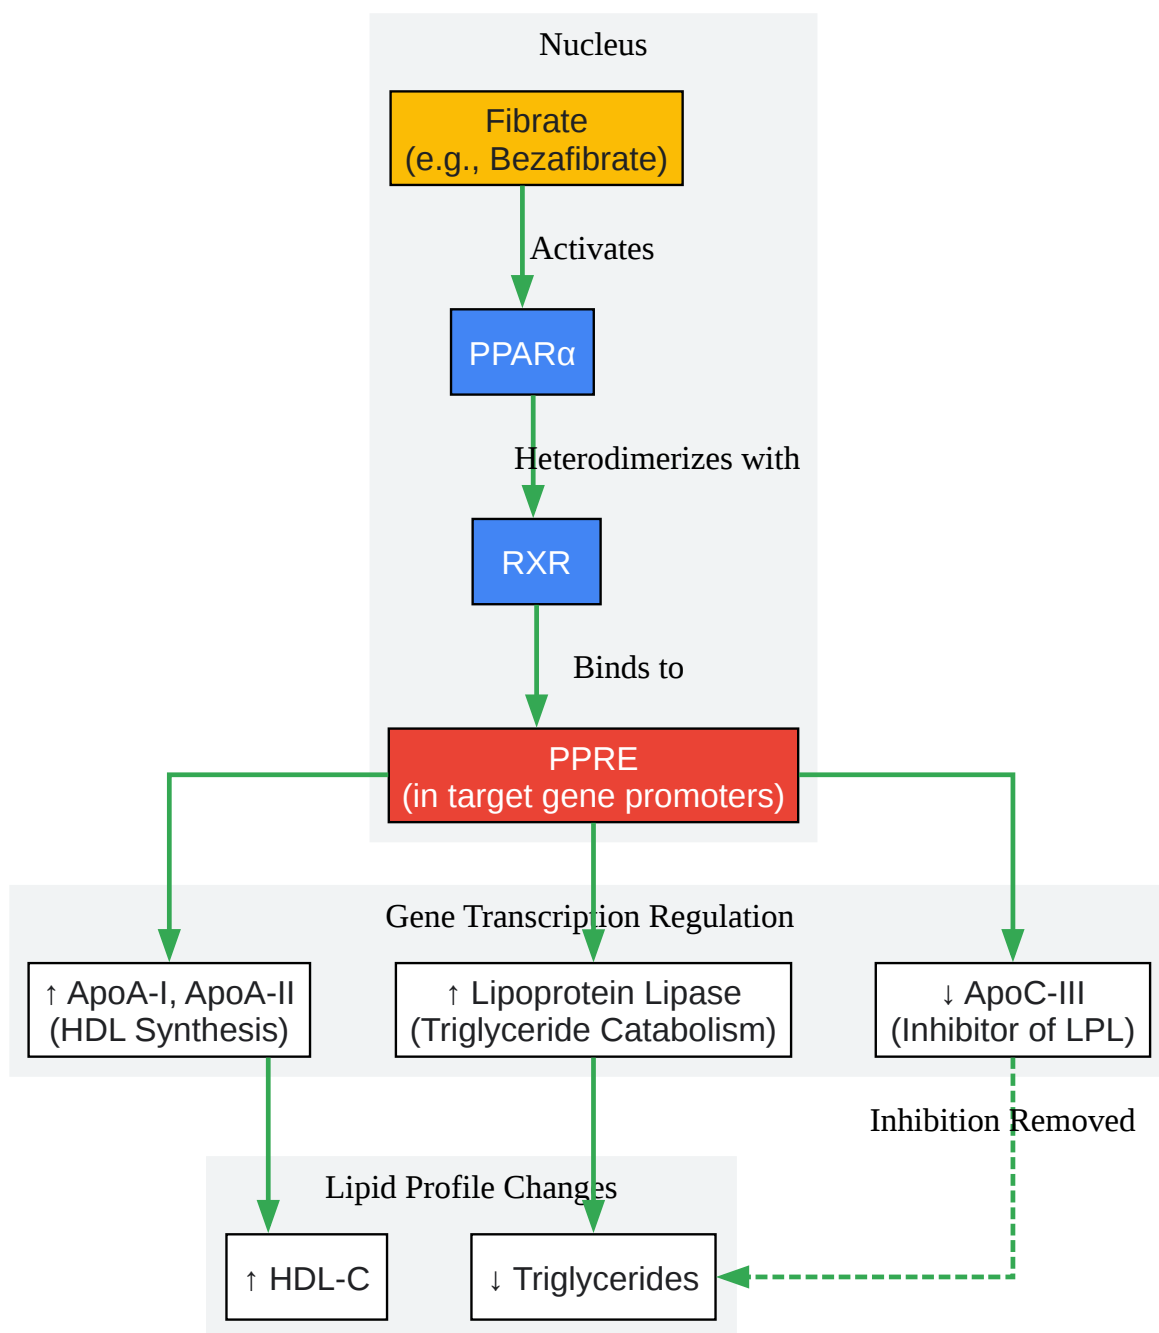 Nucleus
Fibrate
(e.g., Bezafibrate)
Activates
PPARα
Heterodimerizes with
RXR
Binds to
PPRE
(in target gene promoters)
Gene Transcription Regulation
↑ ApoA-I, ApoA-II
(HDL Synthesis)
↑ Lipoprotein Lipase
(Triglyceride Catabolism)
↓ ApoC-III
(Inhibitor of LPL)
Inhibition Removed
Lipid Profile Changes
↑ HDL-C
↓ Triglycerides